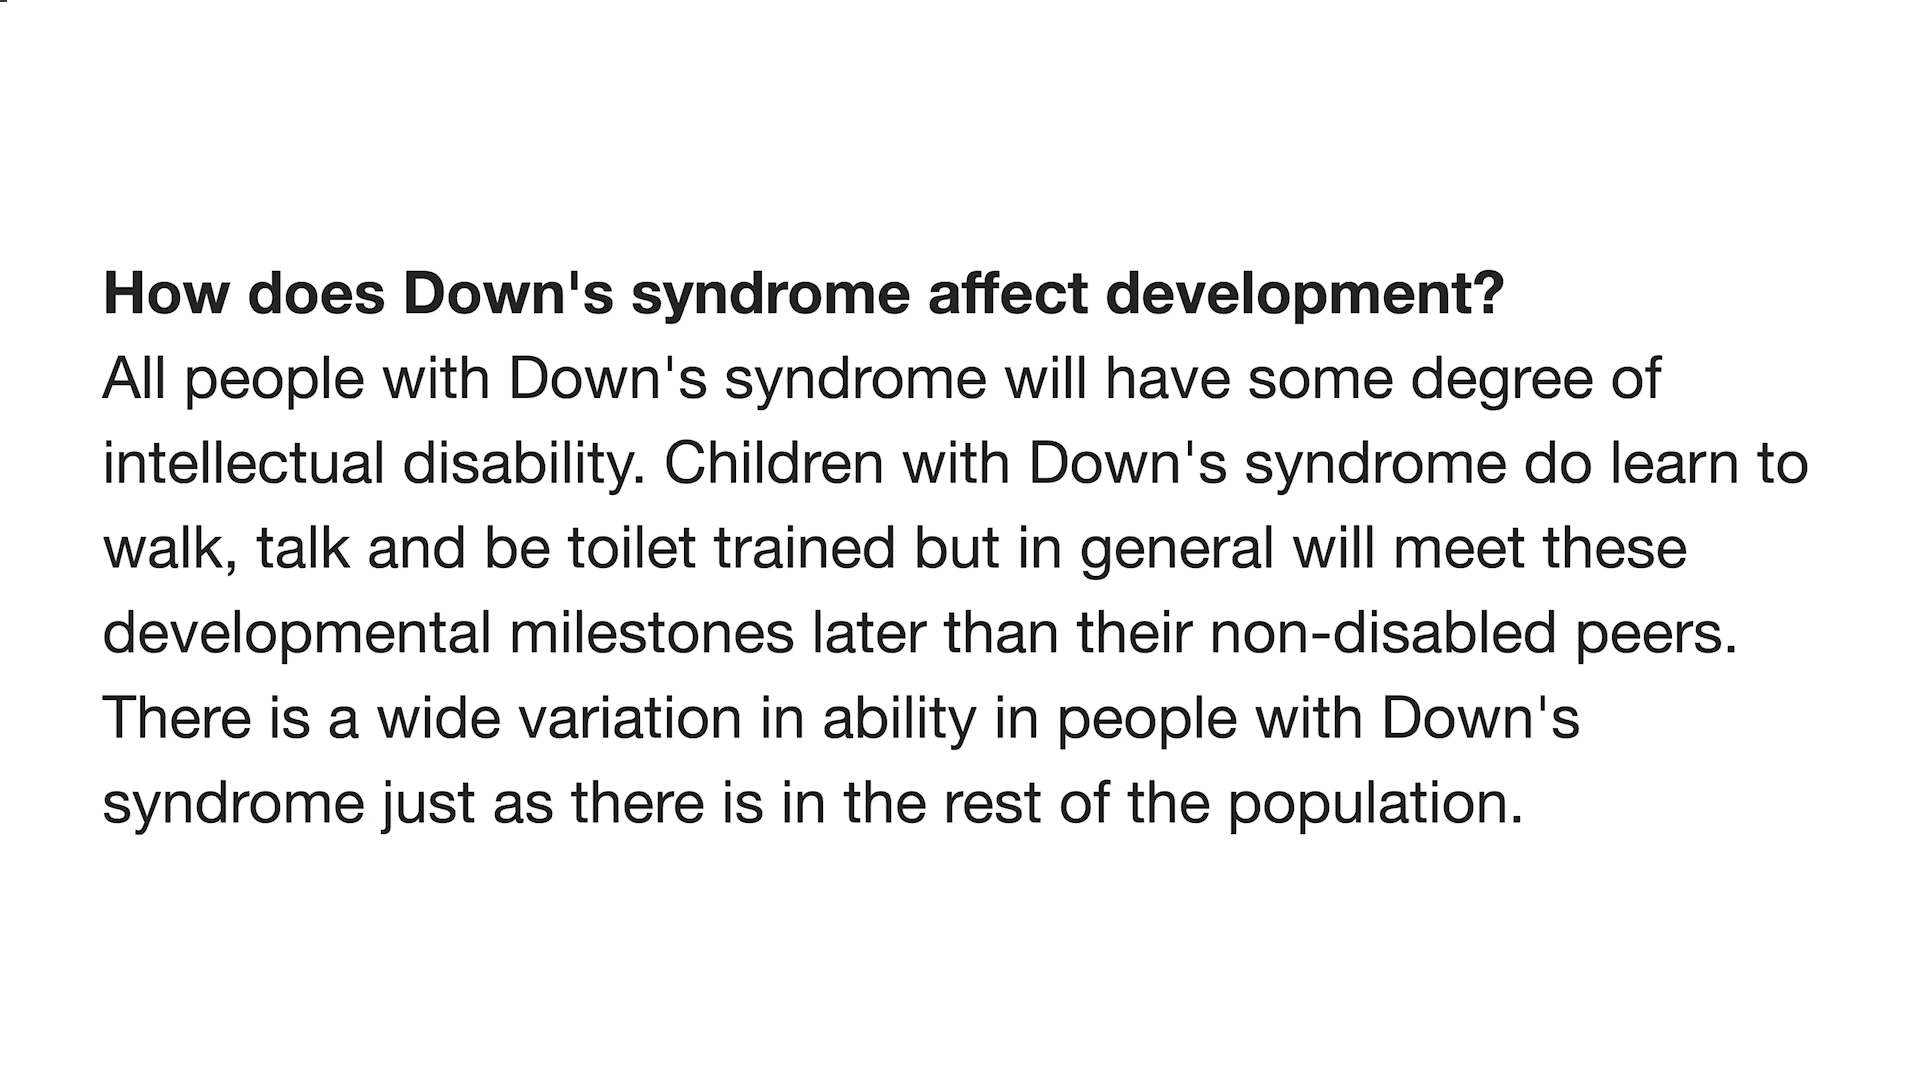 How does Down's syndrome affect development?
All people with Down's syndrome will have some degree of
intellectual disability. Children with Down's syndrome do learn to
walk, talk and be toilet trained but in general will meet these
developmental milestones later than their non-disabled peers.
There is a wide variation in ability in people with Down's
syndrome just as there is in the rest of the population.